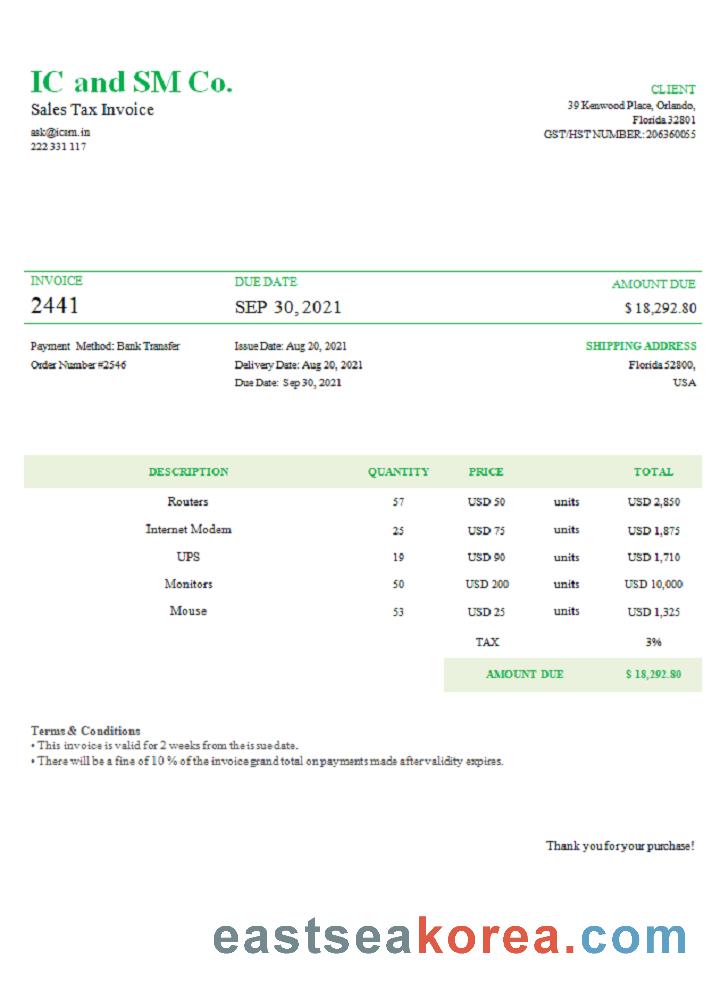 IC and SM Co.
Sales Tax Invoice
ask@icsm.in
222 331 117
CLIENT
39 Kenwood Place, Orlando,
Florida 32801
GST/HST NUMBER: 206360055
INVOICE DUE DATE AMOUNT DUE
2441 SEP 30, 2021 $ 18,292.80
Payment Method: Bank Transfer Issue Date: Aug 20, 2021 SHIPPING ADDRESS
Order Number #2546 Delivery Date: Aug 20, 2021 Florida 52800,
Due Date: Sep 30, 2021 USA
DESCRIPTION QUANTITY PRICE TOTAL
Routers 57 USD 50 units USD 2,850
Internet Modem 25 USD 75 units USD 1,875
UPS 19 USD 90 units USD 1,710
Monitors 50 USD 200 units USD 10,000
Mouse 53 USD 25 units USD 1,325
TAX 3%
AMOUNT DUE $ 18,292.80
Terms & Conditions
• This invoice is valid for 2 weeks from the issue date.
• There will be a fine of 10 % of the invoice grand total on payments made after validity expires.
Thank you for your purchase!
eastseakorea.com